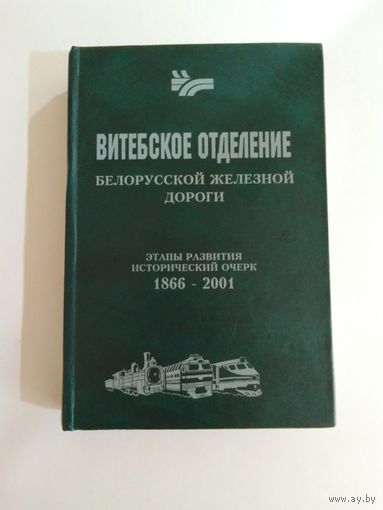 ВИТЕБСКОЕ ОТДЕЛЕНИЕ
БЕЛОРУССКОЙ ЖЕЛЕЗНОЙ
ДОРОГИ
ЭТАПЫ РАЗВИТИЯ
ИСТОРИЧЕСКИЙ ОЧЕРК
1866 - 2001
www.ay.by